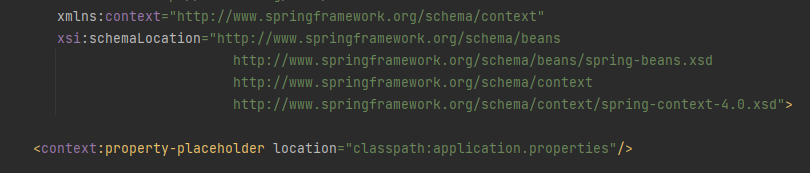 xmlns:context="http://www.springframework.org/schema/context"
xsi:schemaLocation="http://www.springframework.org/schema/beans
http://www.springframework.org/schema/beans/spring-beans.xsd
http://www.springframework.org/schema/context
http://www.springframework.org/schema/context/spring-context-4.0.xsd">
<context:property-placeholder location="classpath:application.properties"/>